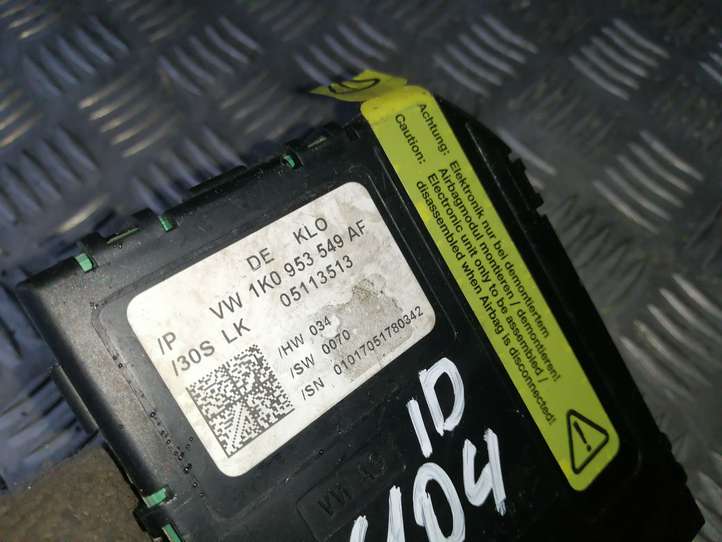 DE KLO
/P VW 1K0 953 549 AF
/30S LK 05113513
/HW 034
/SW 0070
/SN 01017051780342
Achtung: Elektronik nur bei demontiertem
Airbagmodul montieren / demontieren!
Caution: Electronic unit only to be assembled /
disassembled when Airbag is disconnected!
ID